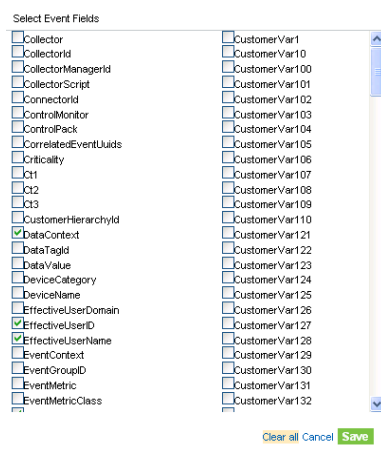 Select Event Fields
Collector
CollectorId
CollectorManagerId
CollectorScript
ConnectorId
ControlMonitor
ControlPack
CorrelatedEventUuids
Criticality
Ct1
Ct2
Ct3
CustomerHierarchyId
DataContext
DataTagId
DataValue
DeviceCategory
DeviceName
EffectiveUserDomain
EffectiveUserID
EffectiveUserName
EventContext
EventGroupID
EventMetric
EventMetricClass
CustomerVar1
CustomerVar10
CustomerVar100
CustomerVar101
CustomerVar102
CustomerVar103
CustomerVar104
CustomerVar105
CustomerVar106
CustomerVar107
CustomerVar108
CustomerVar109
CustomerVar110
CustomerVar121
CustomerVar122
CustomerVar123
CustomerVar124
CustomerVar125
CustomerVar126
CustomerVar127
CustomerVar128
CustomerVar129
CustomerVar130
CustomerVar131
CustomerVar132
Clear all Cancel Save